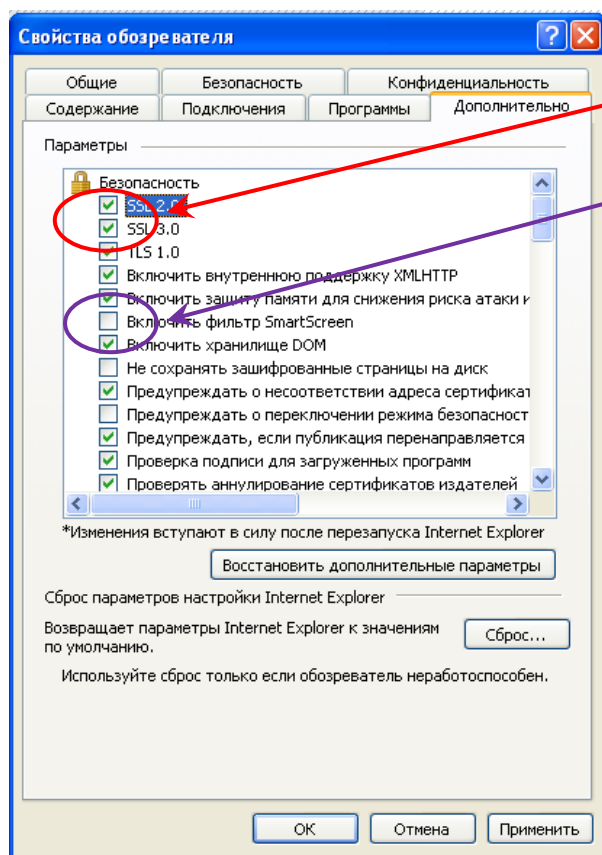 Свойства обозревателя
Общие Безопасность Конфиденциальность
Содержание Подключения Программы Дополнительно
Параметры
Безопасность
SSL 2.0
SSL 3.0
TLS 1.0
Включить внутреннюю поддержку XMLHTTP
Включить защиту памяти для снижения риска атаки и
Включить фильтр SmartScreen
Включить хранилище DOM
Не сохранять зашифрованные страницы на диск
Предупреждать о несоответствии адреса сертификат
Предупреждать о переключении режима безопасност
Предупреждать, если публикация перенаправляется
Проверка подписи для загруженных программ
Проверять аннулирование сертификатов издателей
*Изменения вступают в силу после перезапуска Internet Explorer
Восстановить дополнительные параметры
Сброс параметров настройки Internet Explorer
Возвращает параметры Internet Explorer к значениям
по умолчанию.
Сброс...
Используйте сброс только если обозреватель неработоспособен.
ОК Отмена Применить